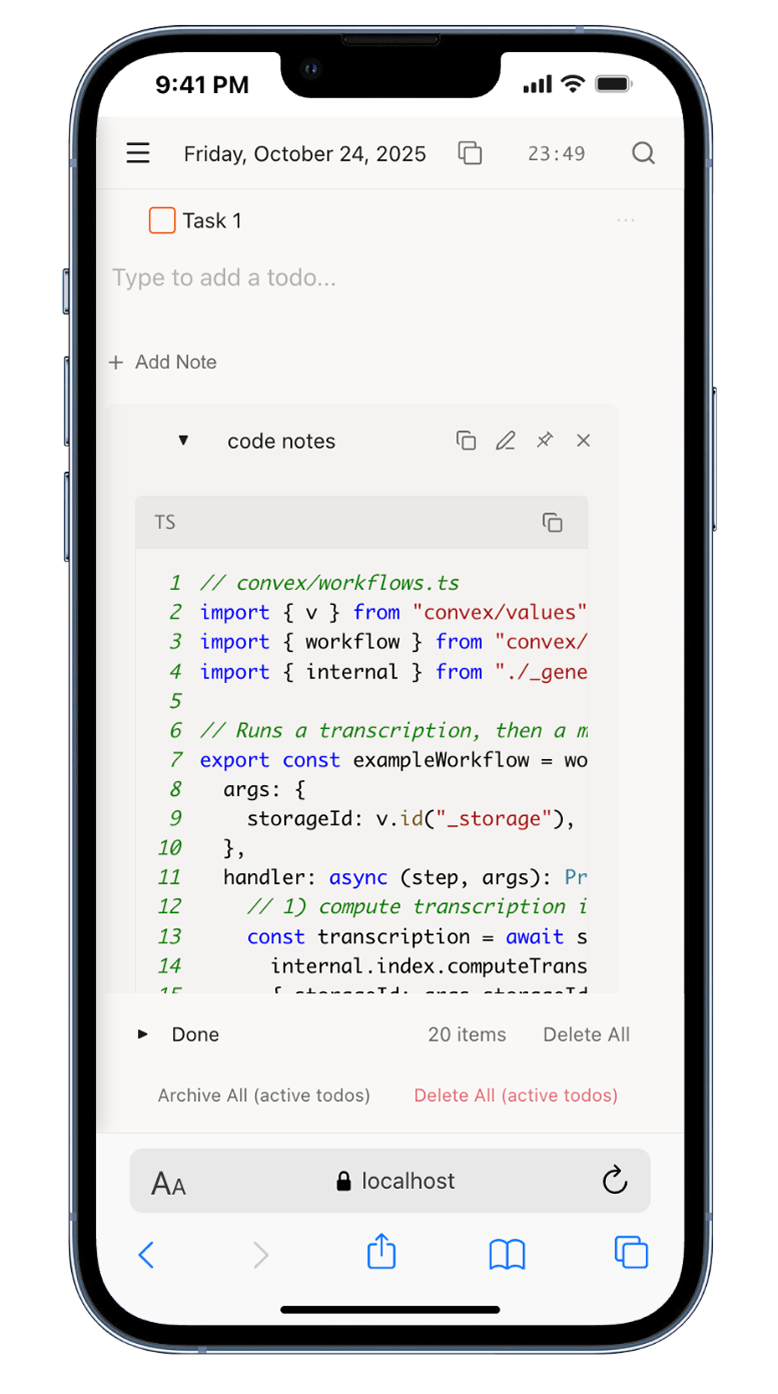 9:41 PM
Friday, October 24, 2025 23:49
Task 1
Type to add a todo...
+ Add Note
code notes
TS
1 // convex/workflows.ts
2 import { v } from "convex/values"
3 import { workflow } from "convex/
4 import { internal } from "./_gene
5
6 // Runs a transcription, then a m
7 export const exampleWorkflow = wo
8 args: {
9 storageId: v.id("_storage"),
10 },
11 handler: async (step, args): Pr
12 // 1) compute transcription i
13 const transcription = await s
14 internal.index.computeTrans
15 { storageId: args.storageId
Done 20 items Delete All
Archive All (active todos) Delete All (active todos)
AA localhost